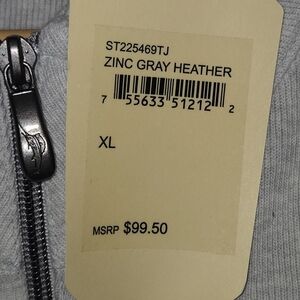 ST225469TJ
ZINC GRAY HEATHER
7 55633 51212 2
XL
MSRP $99.50